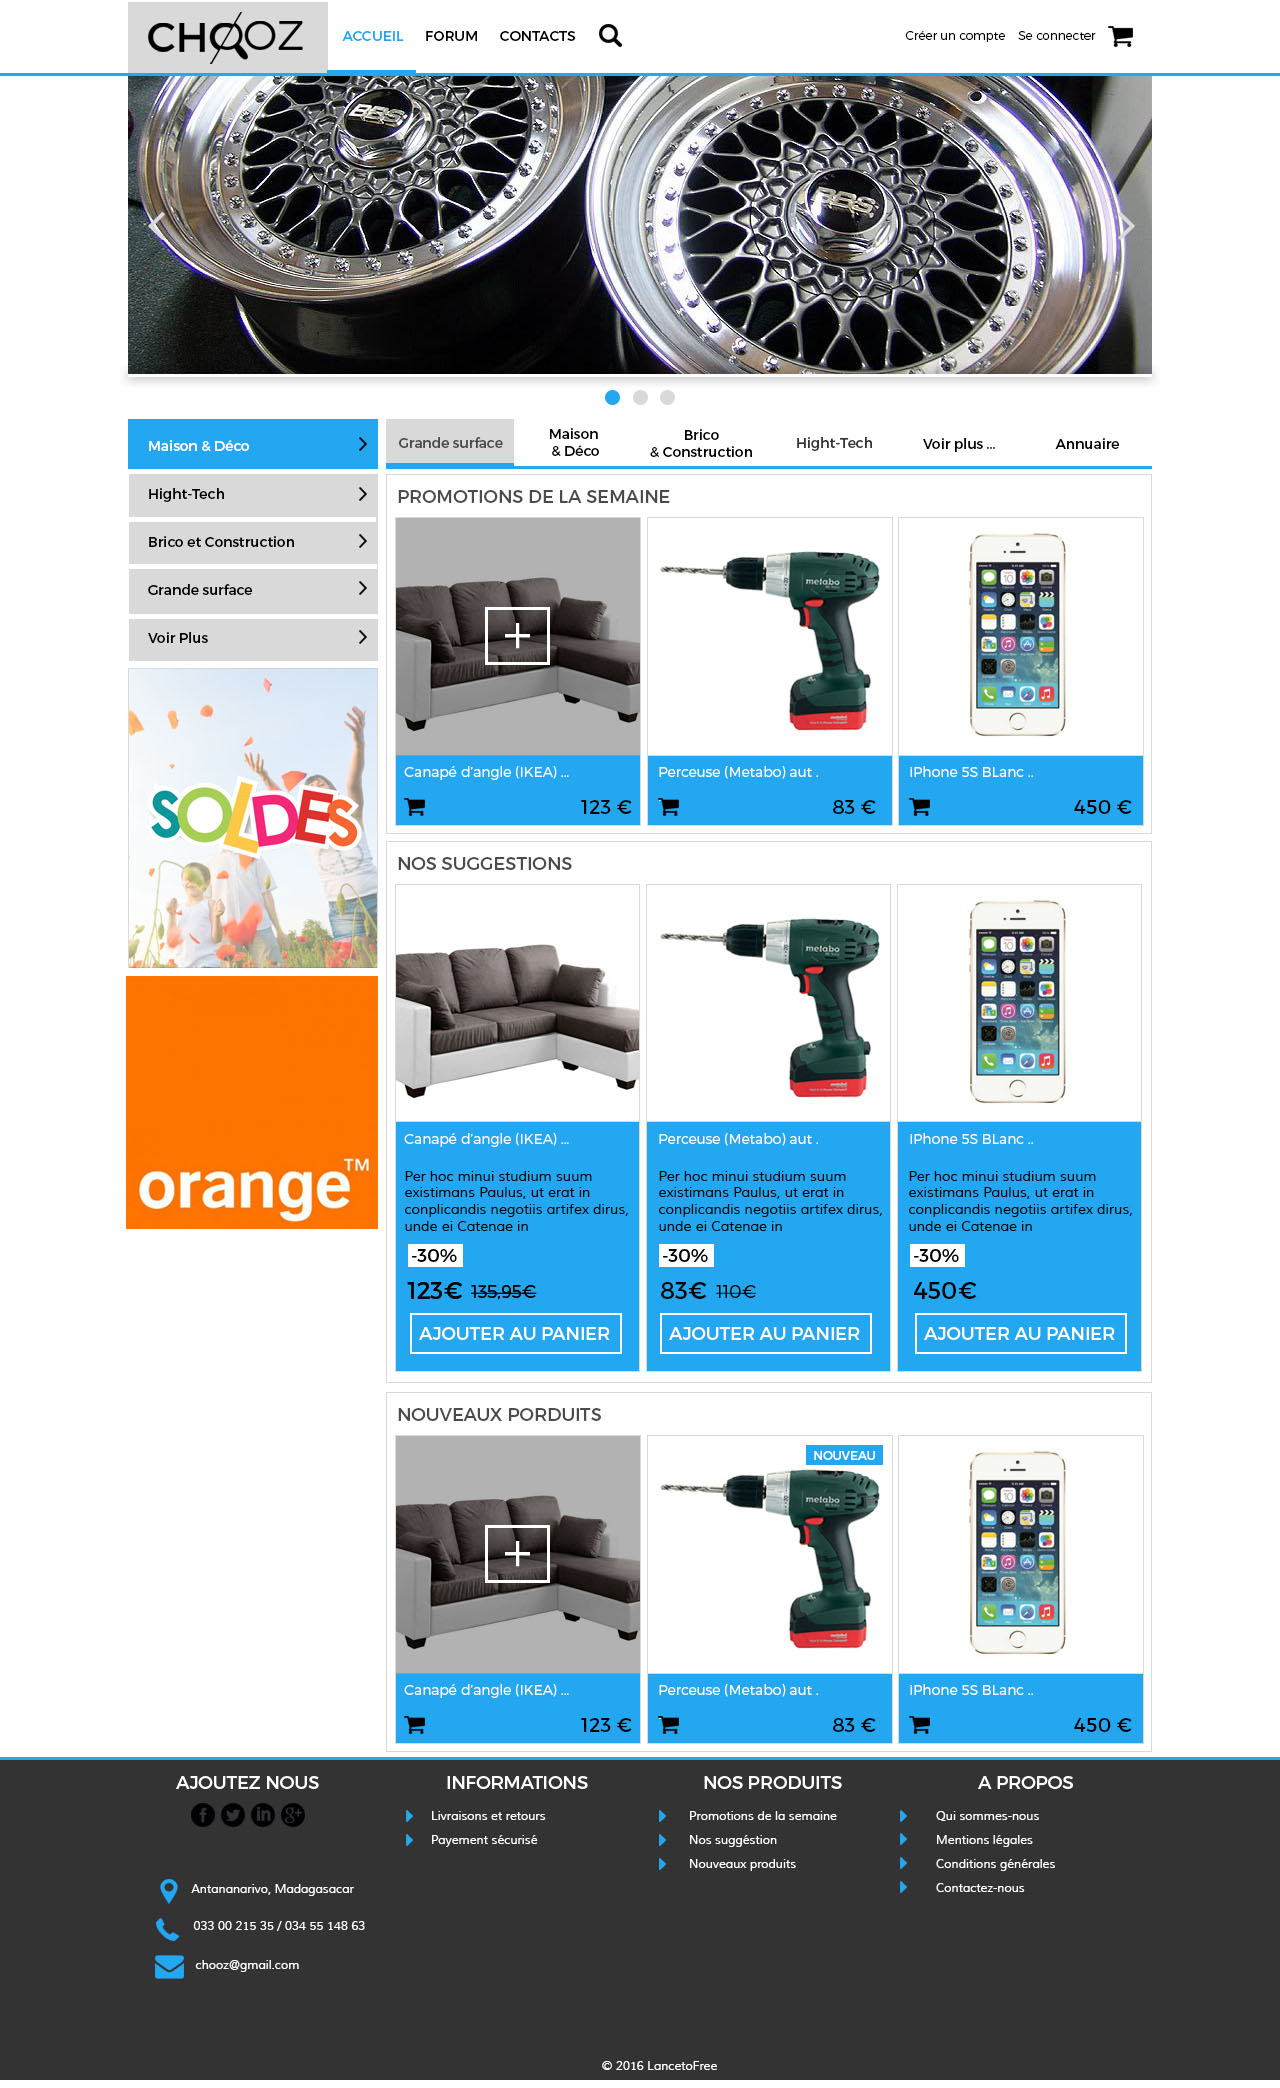 CHOOZ
ACCUEIL
FORUM
CONTACTS
Créer un compte
Se connecter
BBS
BBS
Maison & Déco
Hight-Tech
Brico et Construction
Grande surface
Voir Plus
SOLDES
orange™
Grande surface
Maison
& Déco
Brico
& Construction
Hight-Tech
Voir plus ...
Annuaire
PROMOTIONS DE LA SEMAINE
metabo
Canapé d'angle (IKEA) ...
123 €
Perceuse (Metabo) aut .
83 €
IPhone 5S BLanc ..
450 €
NOS SUGGESTIONS
metabo
Canapé d'angle (IKEA) ...
Per hoc minui studium suum
existimans Paulus, ut erat in
conplicandis negotiis artifex dirus,
unde ei Catenae in
-30%
123€ 135,95€
AJOUTER AU PANIER
Perceuse (Metabo) aut .
Per hoc minui studium suum
existimans Paulus, ut erat in
conplicandis negotiis artifex dirus,
unde ei Catenae in
-30%
83€ 110€
AJOUTER AU PANIER
IPhone 5S BLanc ..
Per hoc minui studium suum
existimans Paulus, ut erat in
conplicandis negotiis artifex dirus,
unde ei Catenae in
-30%
450€
AJOUTER AU PANIER
NOUVEAUX PORDUITS
NOUVEAU
metabo
Canapé d'angle (IKEA) ...
123 €
Perceuse (Metabo) aut .
83 €
IPhone 5S BLanc ..
450 €
AJOUTEZ NOUS
Antananarivo, Madagasacar
033 00 215 35 / 034 55 148 63
chooz@gmail.com
INFORMATIONS
Livraisons et retours
Payement sécurisé
NOS PRODUITS
Promotions de la semaine
Nos suggéstion
Nouveaux produits
A PROPOS
Qui sommes-nous
Mentions légales
Conditions générales
Contactez-nous
© 2016 LancetoFree